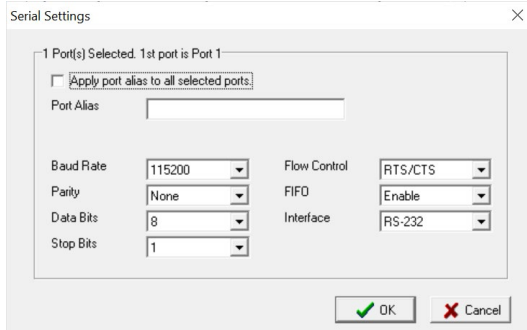 Serial Settings
1 Port(s) Selected. 1st port is Port 1
Apply port alias to all selected ports.
Port Alias
Baud Rate 115200 Flow Control RTS/CTS
Parity None FIFO Enable
Data Bits 8 Interface RS-232
Stop Bits 1
OK Cancel